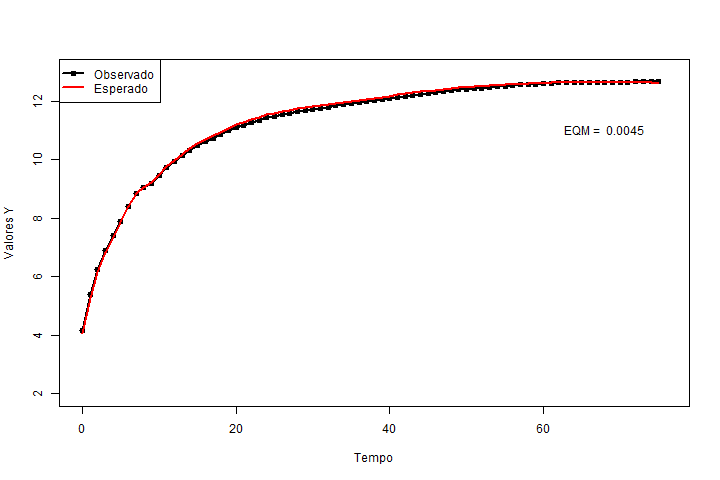 Observado
Esperado
EQM = 0.0045
12
10
8
6
4
2
Valores Y
0
20
40
60
Tempo